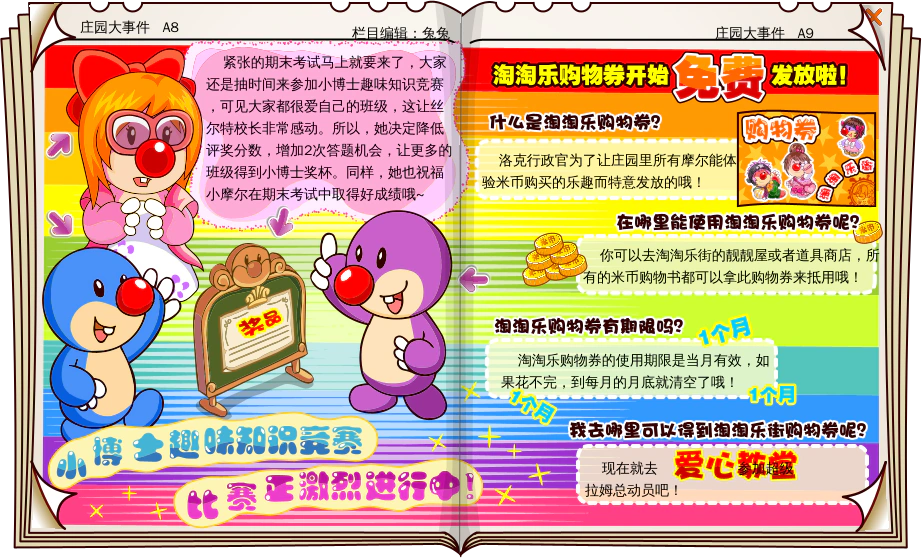 庄园大事件 A8
栏目编辑：兔兔
紧张的期末考试马上就要来了，大家
还是抽时间来参加小博士趣味知识竞赛
，可见大家都很爱自己的班级，这让丝
尔特校长非常感动。所以，她决定降低
评奖分数，增加2次答题机会，让更多的
班级得到小博士奖杯。同样，她也祝福
小摩尔在期末考试中取得好成绩哦~
奖品
小博士趣味知识竞赛
比赛正激烈进行中！
庄园大事件 A9
淘淘乐购物券开始免费发放啦！
什么是淘淘乐购物券？
洛克行政官为了让庄园里所有摩尔能体
验米币购买的乐趣而特意发放的哦！
购物券
淘淘乐街
在哪里能使用淘淘乐购物券呢？
你可以去淘淘乐街的靓靓屋或者道具商店，所
有的米币购物书都可以拿此购物券来抵用哦！
淘淘乐购物券有期限吗？
1个月
淘淘乐购物券的使用期限是当月有效，如
果花不完，到每月的月底就清空了哦！
1个月
1个月
我去哪里可以得到淘淘乐街购物券呢？
现在就去 爱心教堂 参加超级
拉姆总动员吧！